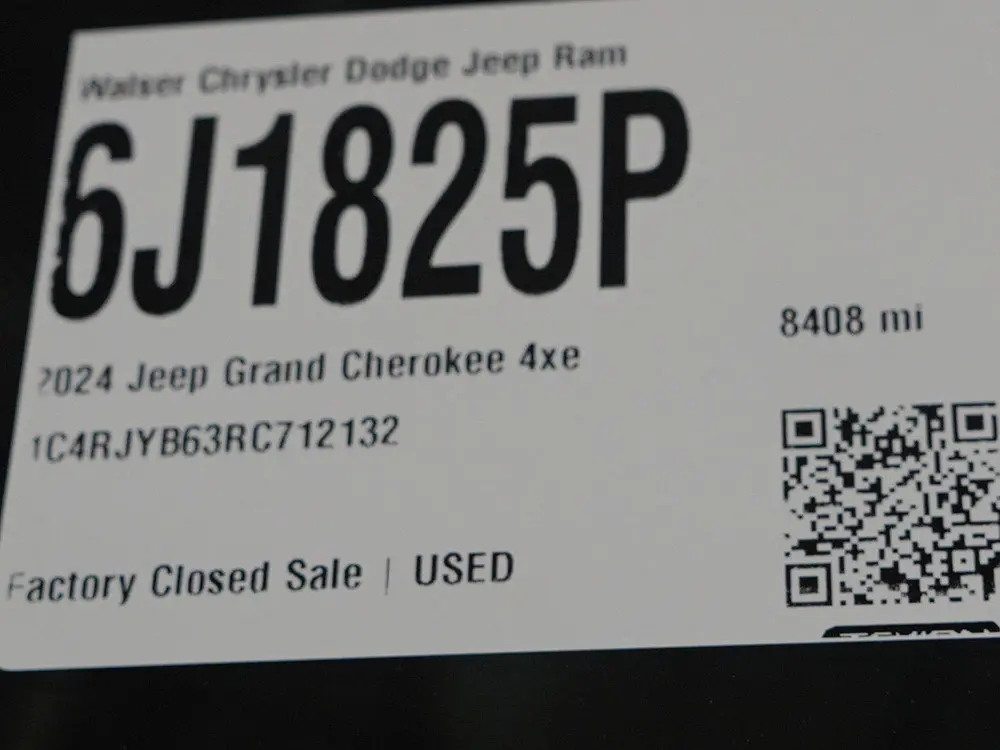 Walser Chrysler Dodge Jeep Ram
6J1825P
8408 mi
2024 Jeep Grand Cherokee 4xe
1C4RJYB63RC712132
Factory Closed Sale | USED